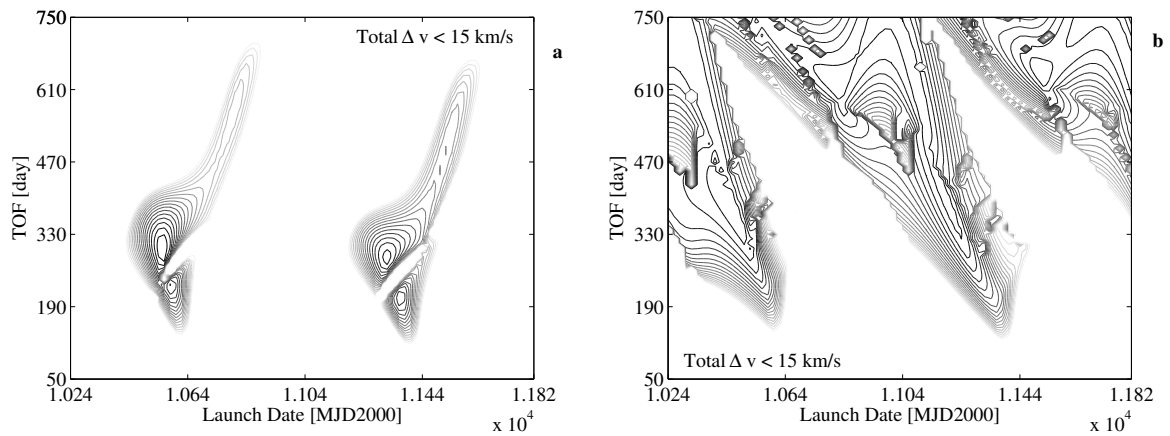 750
610
470
330
190
50
TOF [day]
Total Δ v < 15 km/s
a
1.024
1.064
1.104
1.144
1.182
Launch Date [MJD2000]
x 10⁴
750
610
470
330
190
50
TOF [day]
b
Total Δ v < 15 km/s
1.024
1.064
1.104
1.144
1.182
Launch Date [MJD2000]
x 10⁴